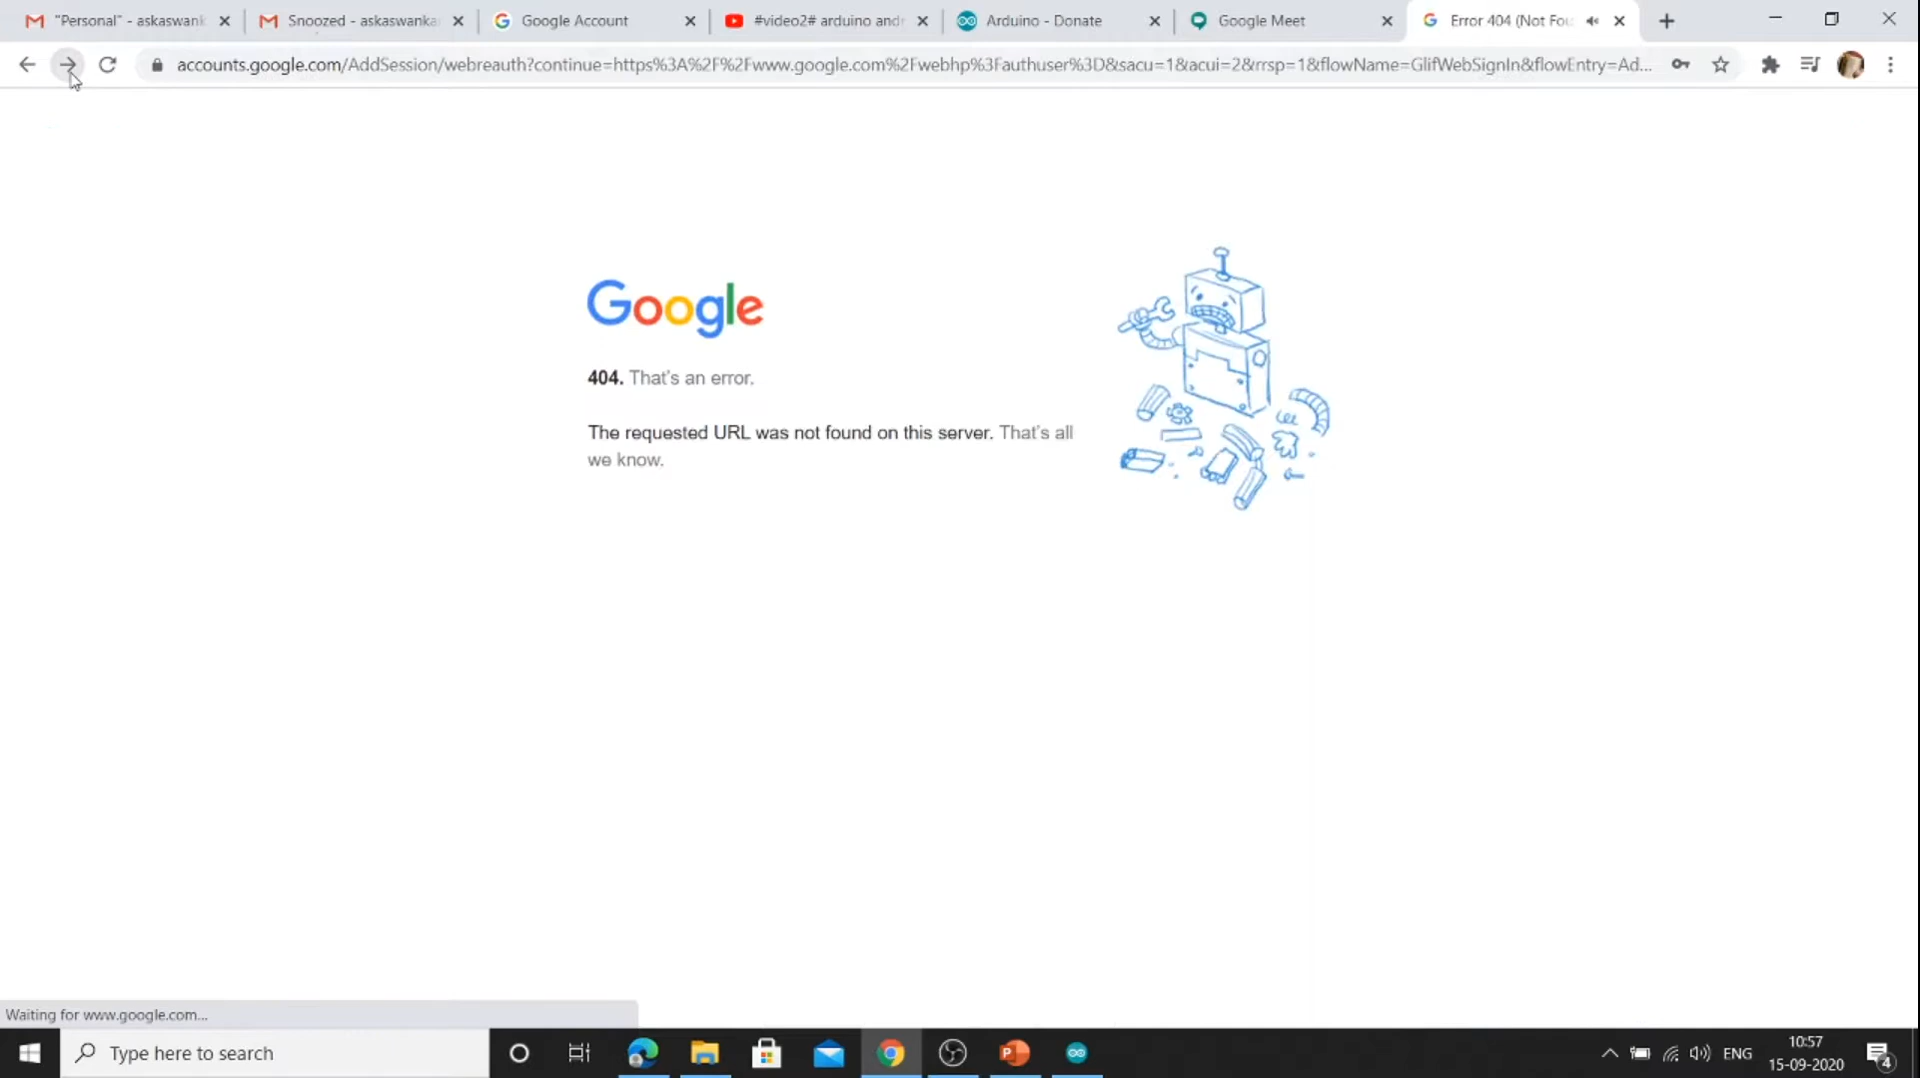 "Personal" - askaswank
Snoozed - askaswanka
Google Account
#video2# arduino andr
Arduino - Donate
Google Meet
Error 404 (Not Fou
accounts.google.com/AddSession/webreauth?continue=https%3A%2F%2Fwww.google.com%2Fwebhp%3Fauthuser%3D&sacu=1&acui=2&rrsp=1&flowName=GlifWebSignIn&flowEntry=Ad...
Google
404. That's an error.
The requested URL was not found on this server. That's all
we know.
Waiting for www.google.com...
Type here to search
ENG
10:57
15-09-2020
4